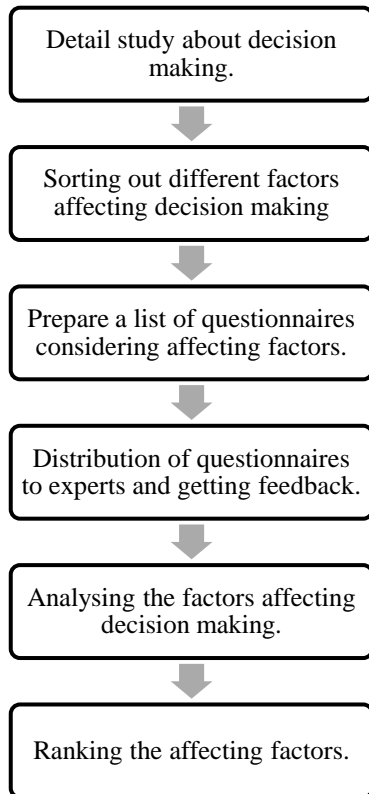 Detail study about decision
making.
Sorting out different factors
affecting decision making
Prepare a list of questionnaires
considering affecting factors.
Distribution of questionnaires
to experts and getting feedback.
Analysing the factors affecting
decision making.
Ranking the affecting factors.